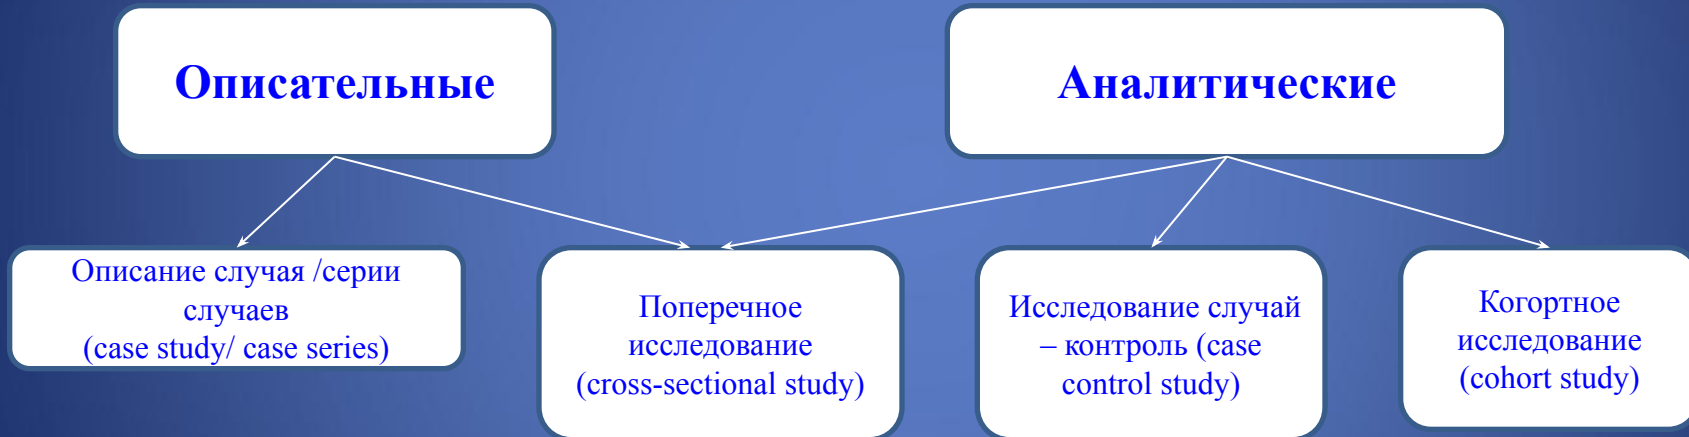 Описательные
Аналитические
Описание случая /серии
случаев
(case study/ case series)
Поперечное
исследование
(cross-sectional study)
Исследование случай
– контроль (case
control study)
Когортное
исследование
(cohort study)